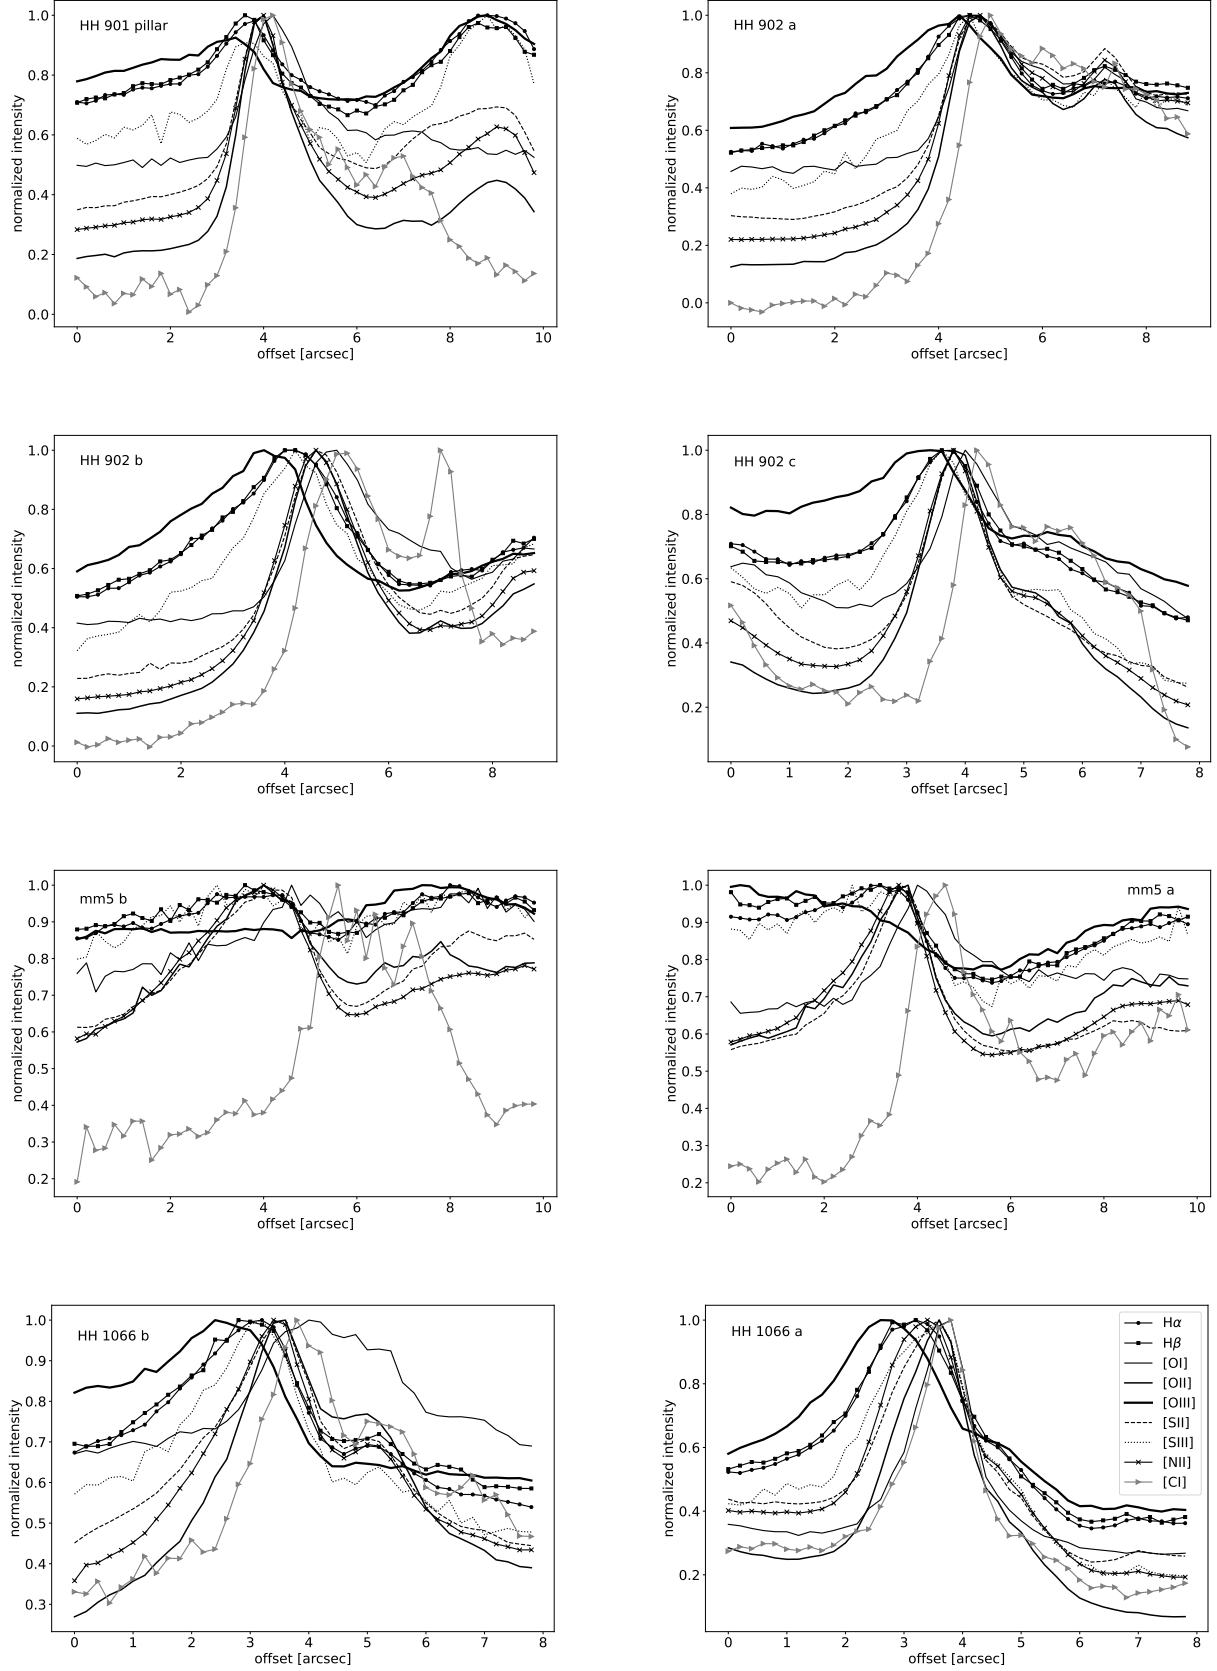 HH 901 pillar
normalized intensity
1.0
0.8
0.6
0.4
0.2
0.0
0 2 4 6 8 10
offset [arcsec]
HH 902 a
normalized intensity
1.0
0.8
0.6
0.4
0.2
0.0
0 2 4 6 8
offset [arcsec]
HH 902 b
normalized intensity
1.0
0.8
0.6
0.4
0.2
0.0
0 2 4 6 8
offset [arcsec]
HH 902 c
normalized intensity
1.0
0.8
0.6
0.4
0.2
0 1 2 3 4 5 6 7 8
offset [arcsec]
mm5 b
normalized intensity
1.0
0.9
0.8
0.7
0.6
0.5
0.4
0.3
0.2
0 2 4 6 8 10
offset [arcsec]
mm5 a
normalized intensity
1.0
0.9
0.8
0.7
0.6
0.5
0.4
0.3
0.2
0 2 4 6 8 10
offset [arcsec]
HH 1066 b
normalized intensity
1.0
0.9
0.8
0.7
0.6
0.5
0.4
0.3
0 1 2 3 4 5 6 7 8
offset [arcsec]
HH 1066 a
normalized intensity
1.0
0.8
0.6
0.4
0.2
0 1 2 3 4 5 6 7 8
offset [arcsec]
Hα
Hβ
[OI]
[OII]
[OIII]
[SII]
[SIII]
[NII]
[CI]